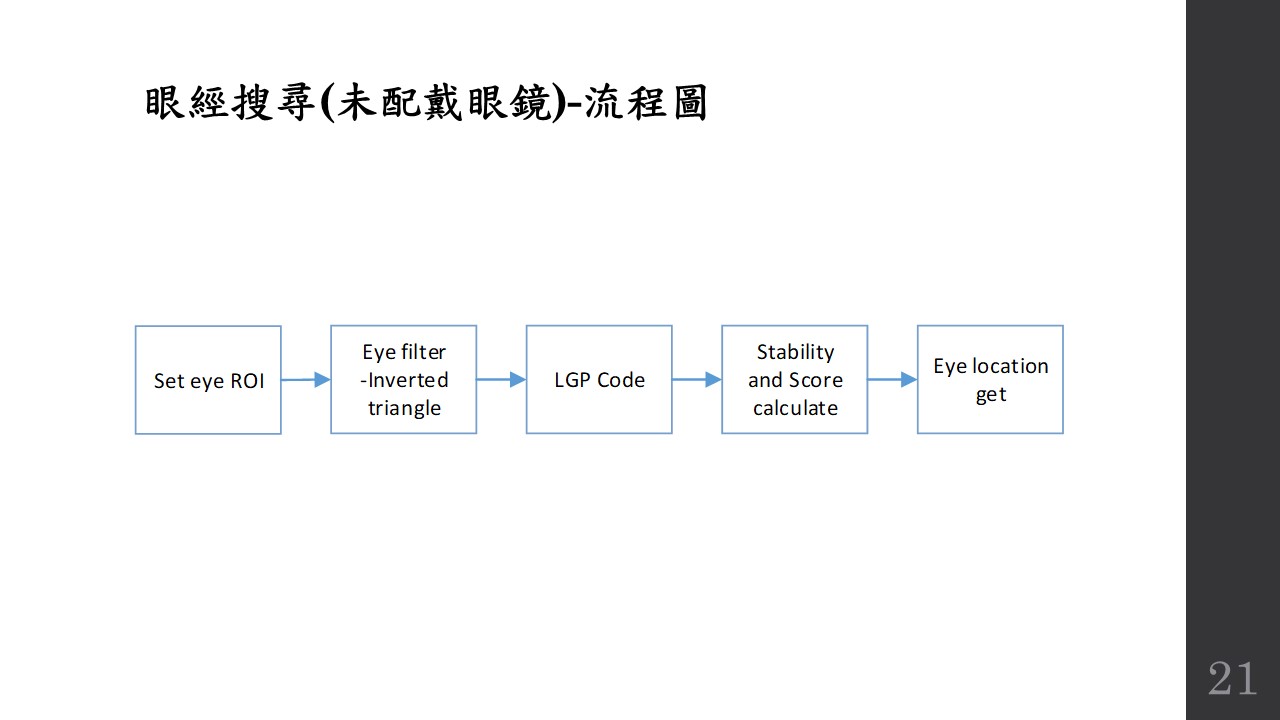 眼經搜尋(未配戴眼鏡)-流程圖
Set eye ROI
Eye filter
-Inverted
triangle
LGP Code
Stability
and Score
calculate
Eye location
get
21